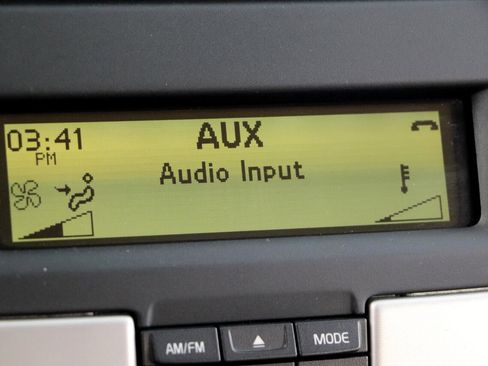 03:41
PM
AUX
Audio Input
AM/FM
MODE